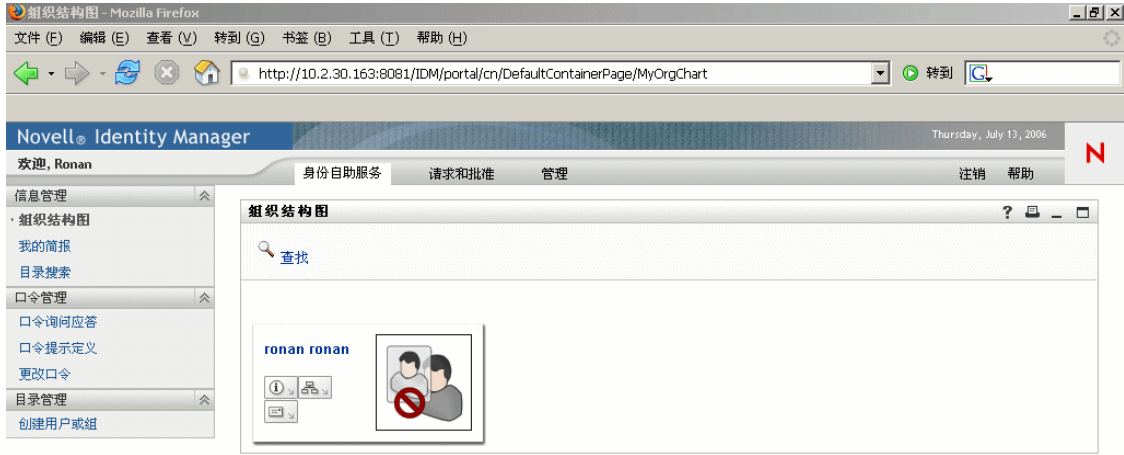 组织结构图 - Mozilla Firefox
文件 (F) 编辑 (E) 查看 (V) 转到 (G) 书签 (B) 工具 (T) 帮助 (H)
http://10.2.30.163:8081/IDM/portal/cn/DefaultContainerPage/MyOrgChart 转到 G
Novell® Identity Manager Thursday, July 13, 2006
N
欢迎, Ronan
身份自助服务 请求和批准 管理 注销 帮助
信息管理
组织结构图
我的简报
目录搜索
口令管理
口令询问应答
口令提示定义
更改口令
目录管理
创建用户或组
组织结构图 ?
查找
ronan ronan